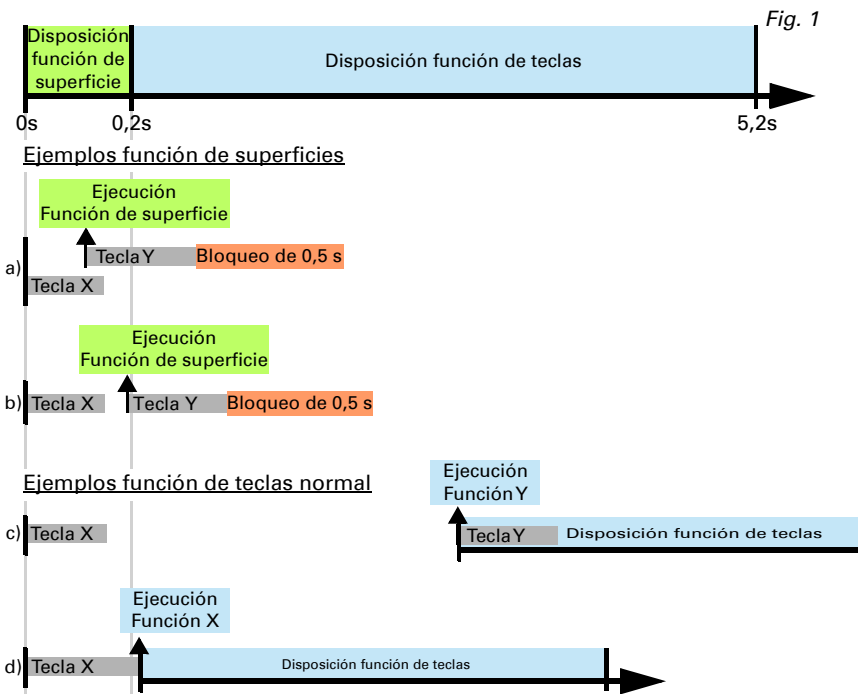 Fig. 1
Disposición
función de
superficie
Disposición función de teclas
0s
0,2s
5,2s
Ejemplos función de superficies
Ejecución
Función de superficie
a)
Tecla Y
Bloqueo de 0,5 s
Tecla X
Ejecución
Función de superficie
b)
Tecla X
Tecla Y
Bloqueo de 0,5 s
Ejemplos función de teclas normal
Ejecución
Función Y
c)
Tecla X
Tecla Y
Disposición función de teclas
Ejecución
Función X
d)
Tecla X
Disposición función de teclas